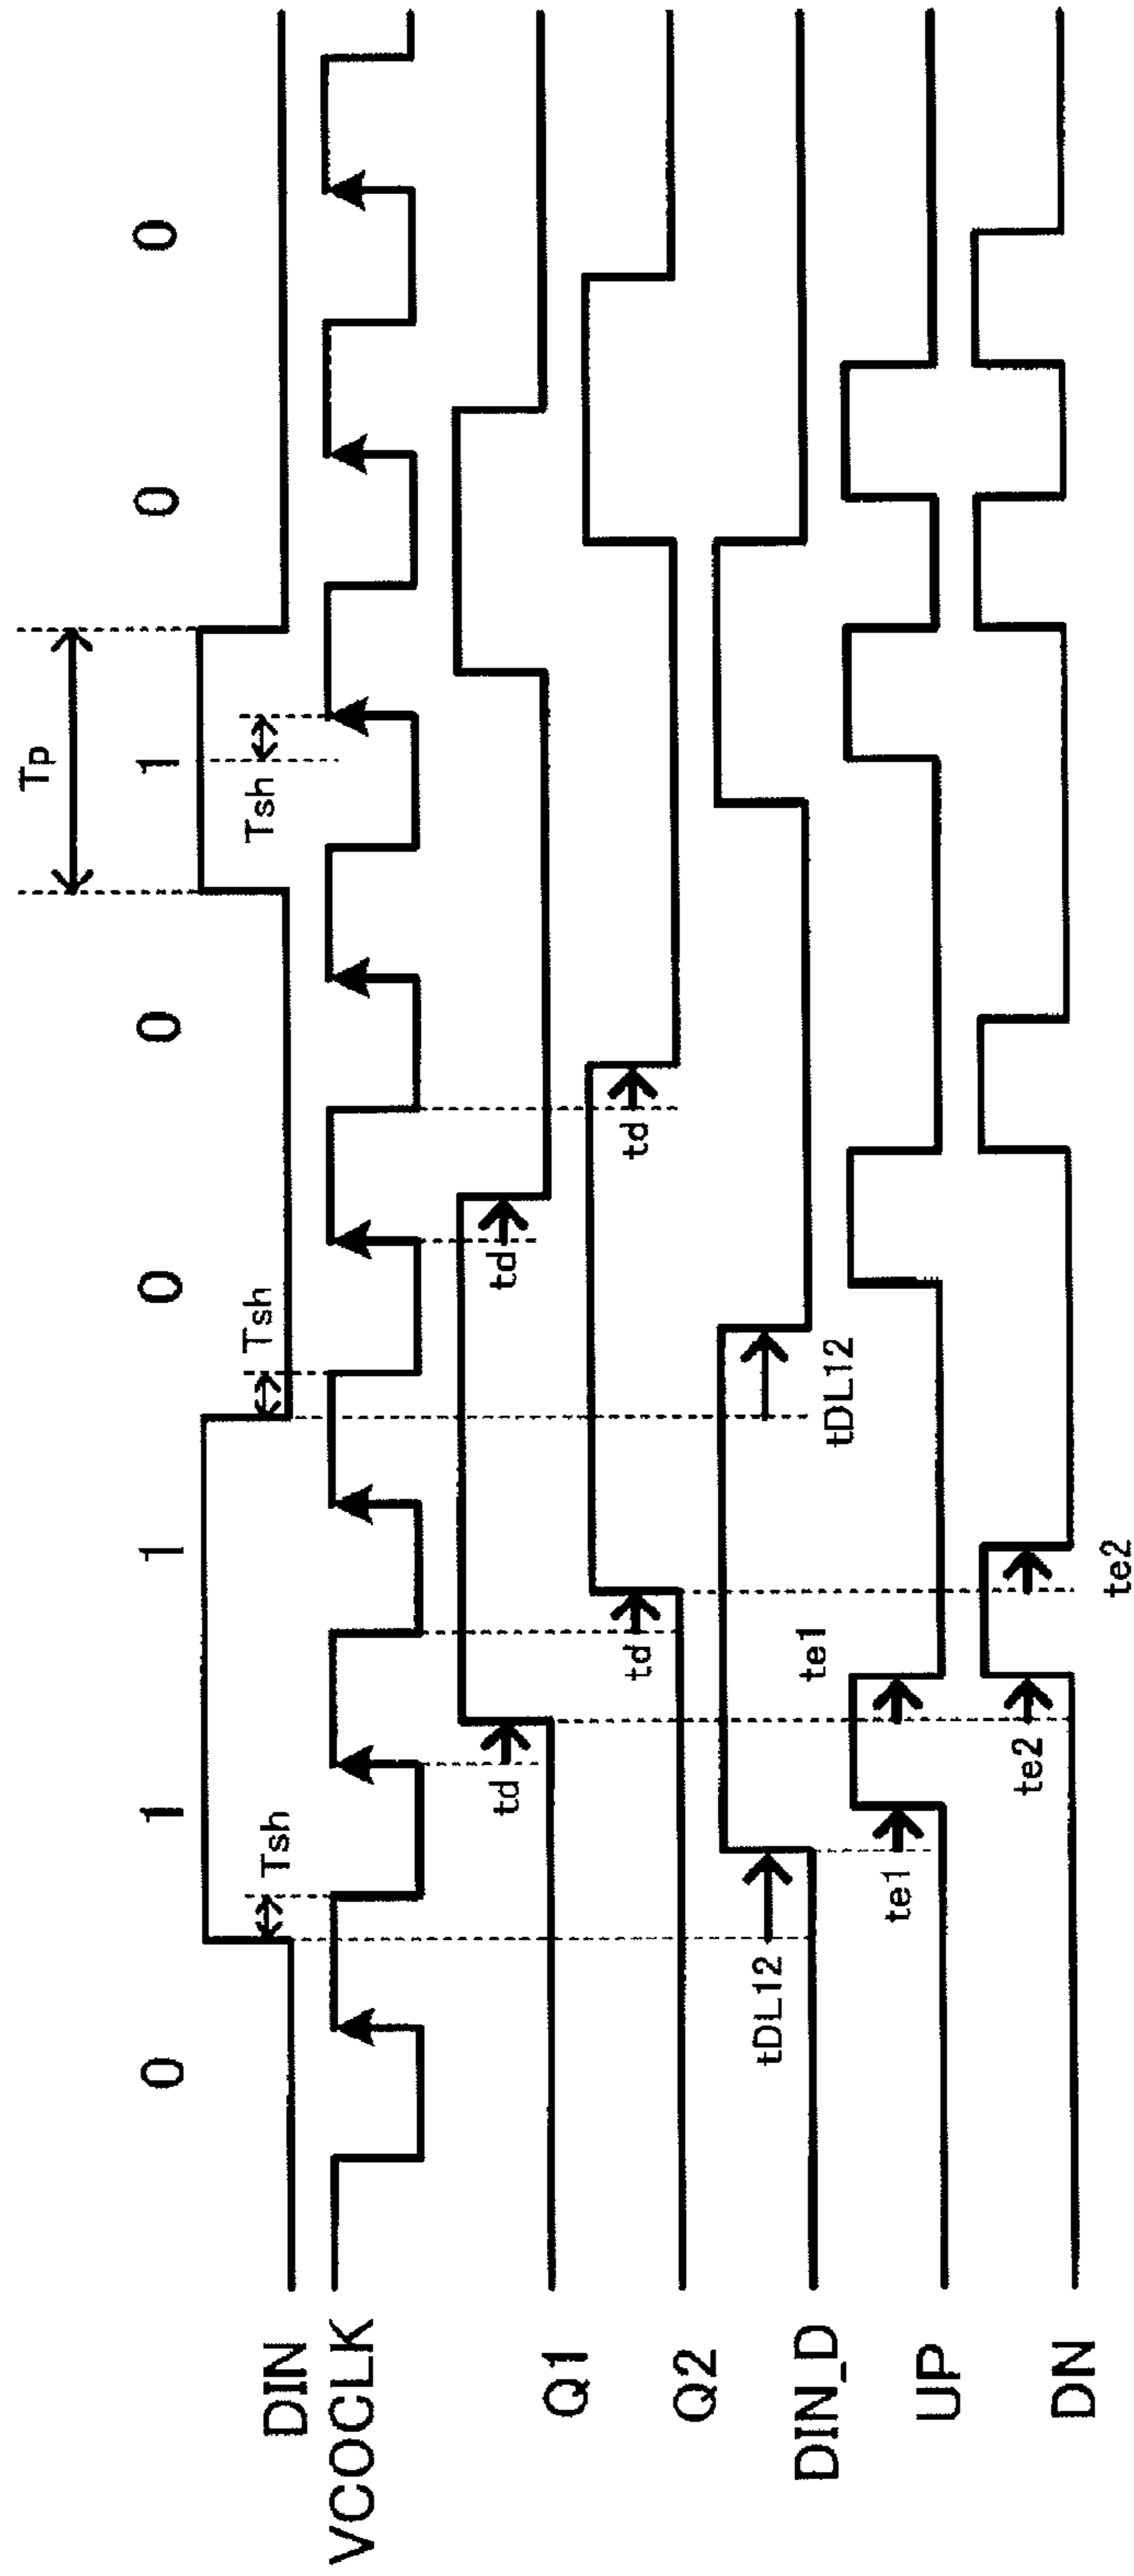 Tp
0 1 1 0 0 1 0 0
Tsh Tsh Tsh
DIN
VCOCLK
td td
Q1
td td
Q2
tDL12 tDL12
DIN_D
te1 te1
UP
te2 te2
DN